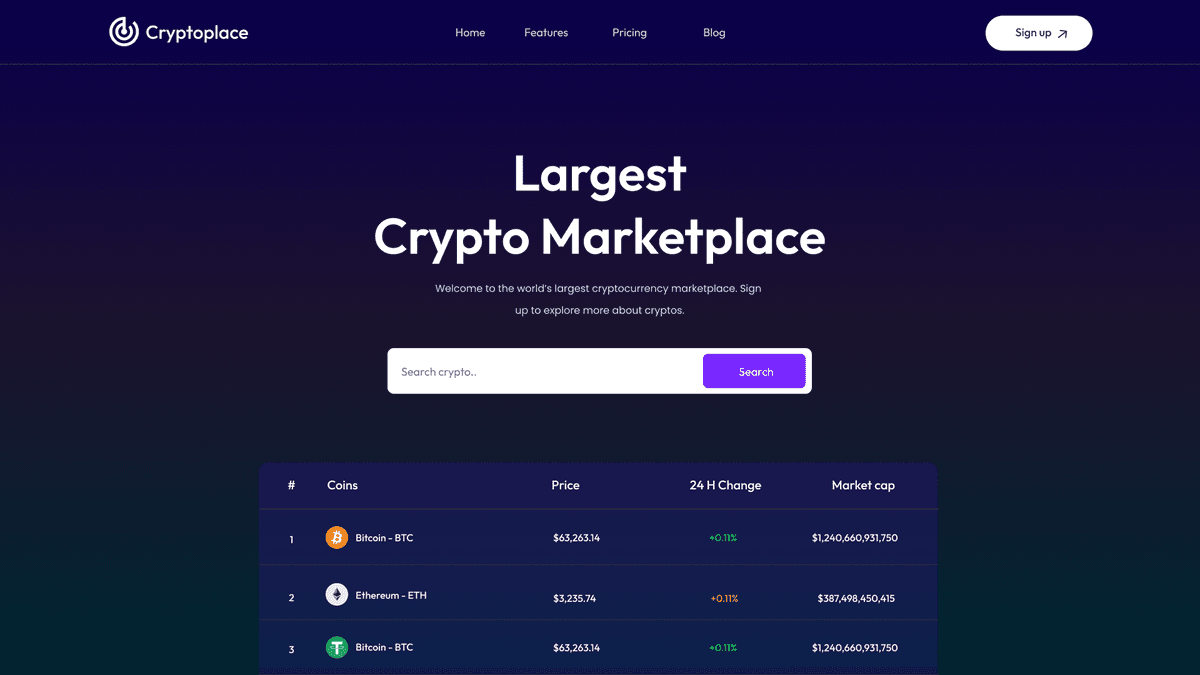 Cryptoplace Home Features Pricing Blog Sign up
Largest
Crypto Marketplace
Welcome to the world's largest cryptocurrency marketplace. Sign
up to explore more about cryptos.
Search crypto.. Search
# Coins Price 24 H Change Market cap
1 Bitcoin - BTC $63,263.14 +0.11% $1,240,660,931,750
2 Ethereum - ETH $3,235.74 +0.11% $387,498,450,415
3 Bitcoin - BTC $63,263.14 +0.11% $1,240,660,931,750